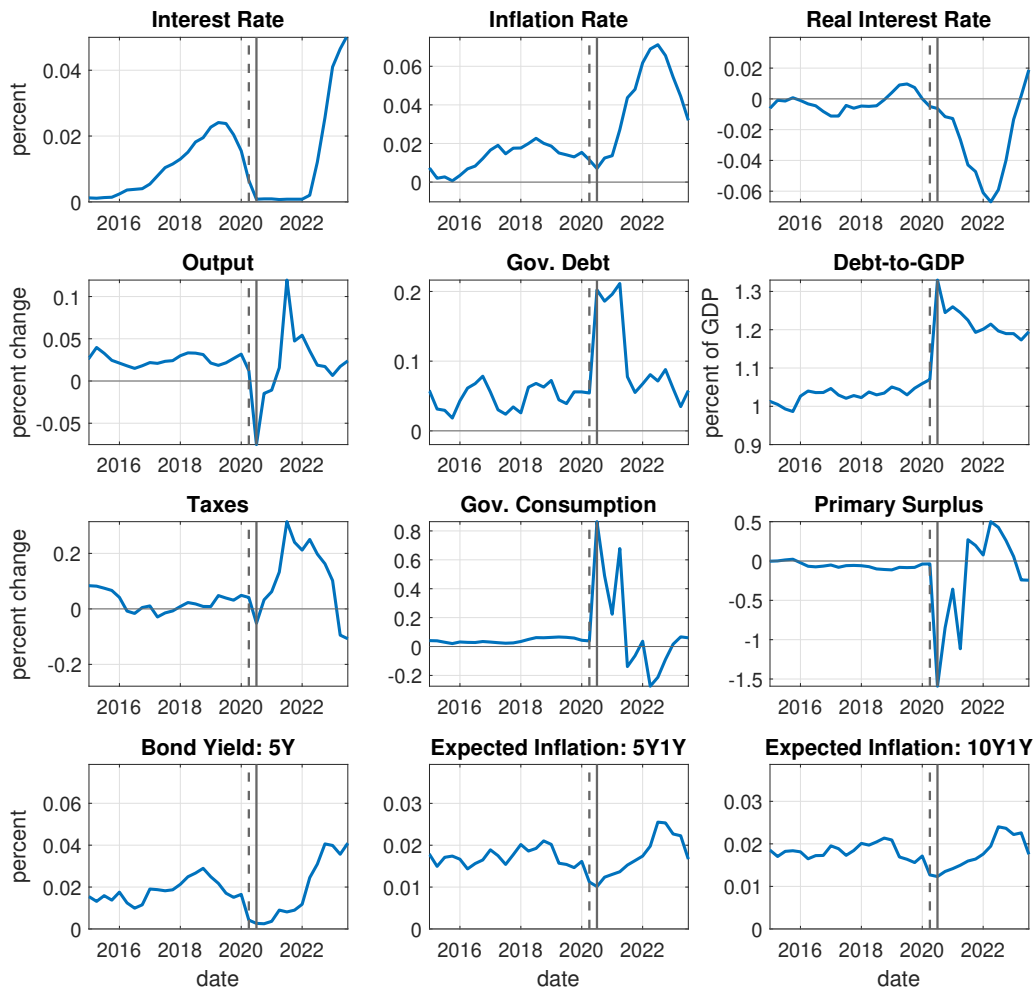 Interest Rate
percent
0.04
0.02
0
2016 2018 2020 2022
Inflation Rate
0.06
0.04
0.02
0
2016 2018 2020 2022
Real Interest Rate
0.02
0
-0.02
-0.04
-0.06
2016 2018 2020 2022
Output
percent change
0.1
0.05
0
-0.05
2016 2018 2020 2022
Gov. Debt
0.2
0.1
0
2016 2018 2020 2022
Debt-to-GDP
percent of GDP
1.3
1.2
1.1
1
0.9
2016 2018 2020 2022
Taxes
percent change
0.2
0
-0.2
2016 2018 2020 2022
Gov. Consumption
0.8
0.6
0.4
0.2
0
-0.2
2016 2018 2020 2022
Primary Surplus
0.5
0
-0.5
-1
-1.5
2016 2018 2020 2022
Bond Yield: 5Y
percent
0.06
0.04
0.02
0
2016 2018 2020 2022
date
Expected Inflation: 5Y1Y
0.03
0.02
0.01
0
2016 2018 2020 2022
date
Expected Inflation: 10Y1Y
0.03
0.02
0.01
0
2016 2018 2020 2022
date